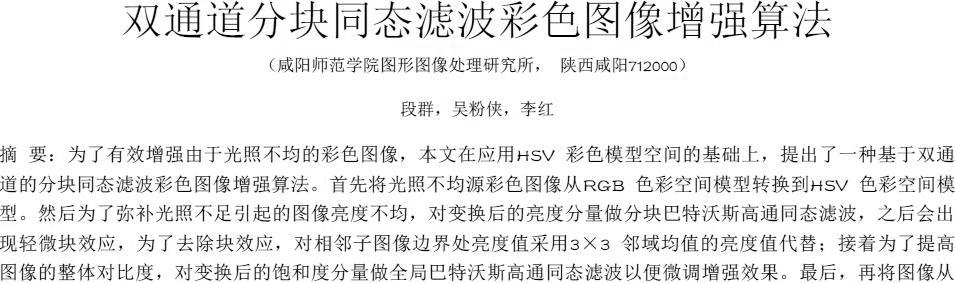 双通道分块同态滤波彩色图像增强算法
（咸阳师范学院图形图像处理研究所， 陕西咸阳712000）
段群，吴粉侠，李红
摘 要：为了有效增强由于光照不均的彩色图像，本文在应用HSV 彩色模型空间的基础上，提出了一种基于双通
道的分块同态滤波彩色图像增强算法。首先将光照不均源彩色图像从RGB 色彩空间模型转换到HSV 色彩空间模
型。然后为了弥补光照不足引起的图像亮度不均，对变换后的亮度分量做分块巴特沃斯高通同态滤波，之后会出
现轻微块效应，为了去除块效应，对相邻子图像边界处亮度值采用3×3 邻域均值的亮度值代替；接着为了提高
图像的整体对比度，对变换后的饱和度分量做全局巴特沃斯高通同态滤波以便微调增强效果。最后，再将图像从